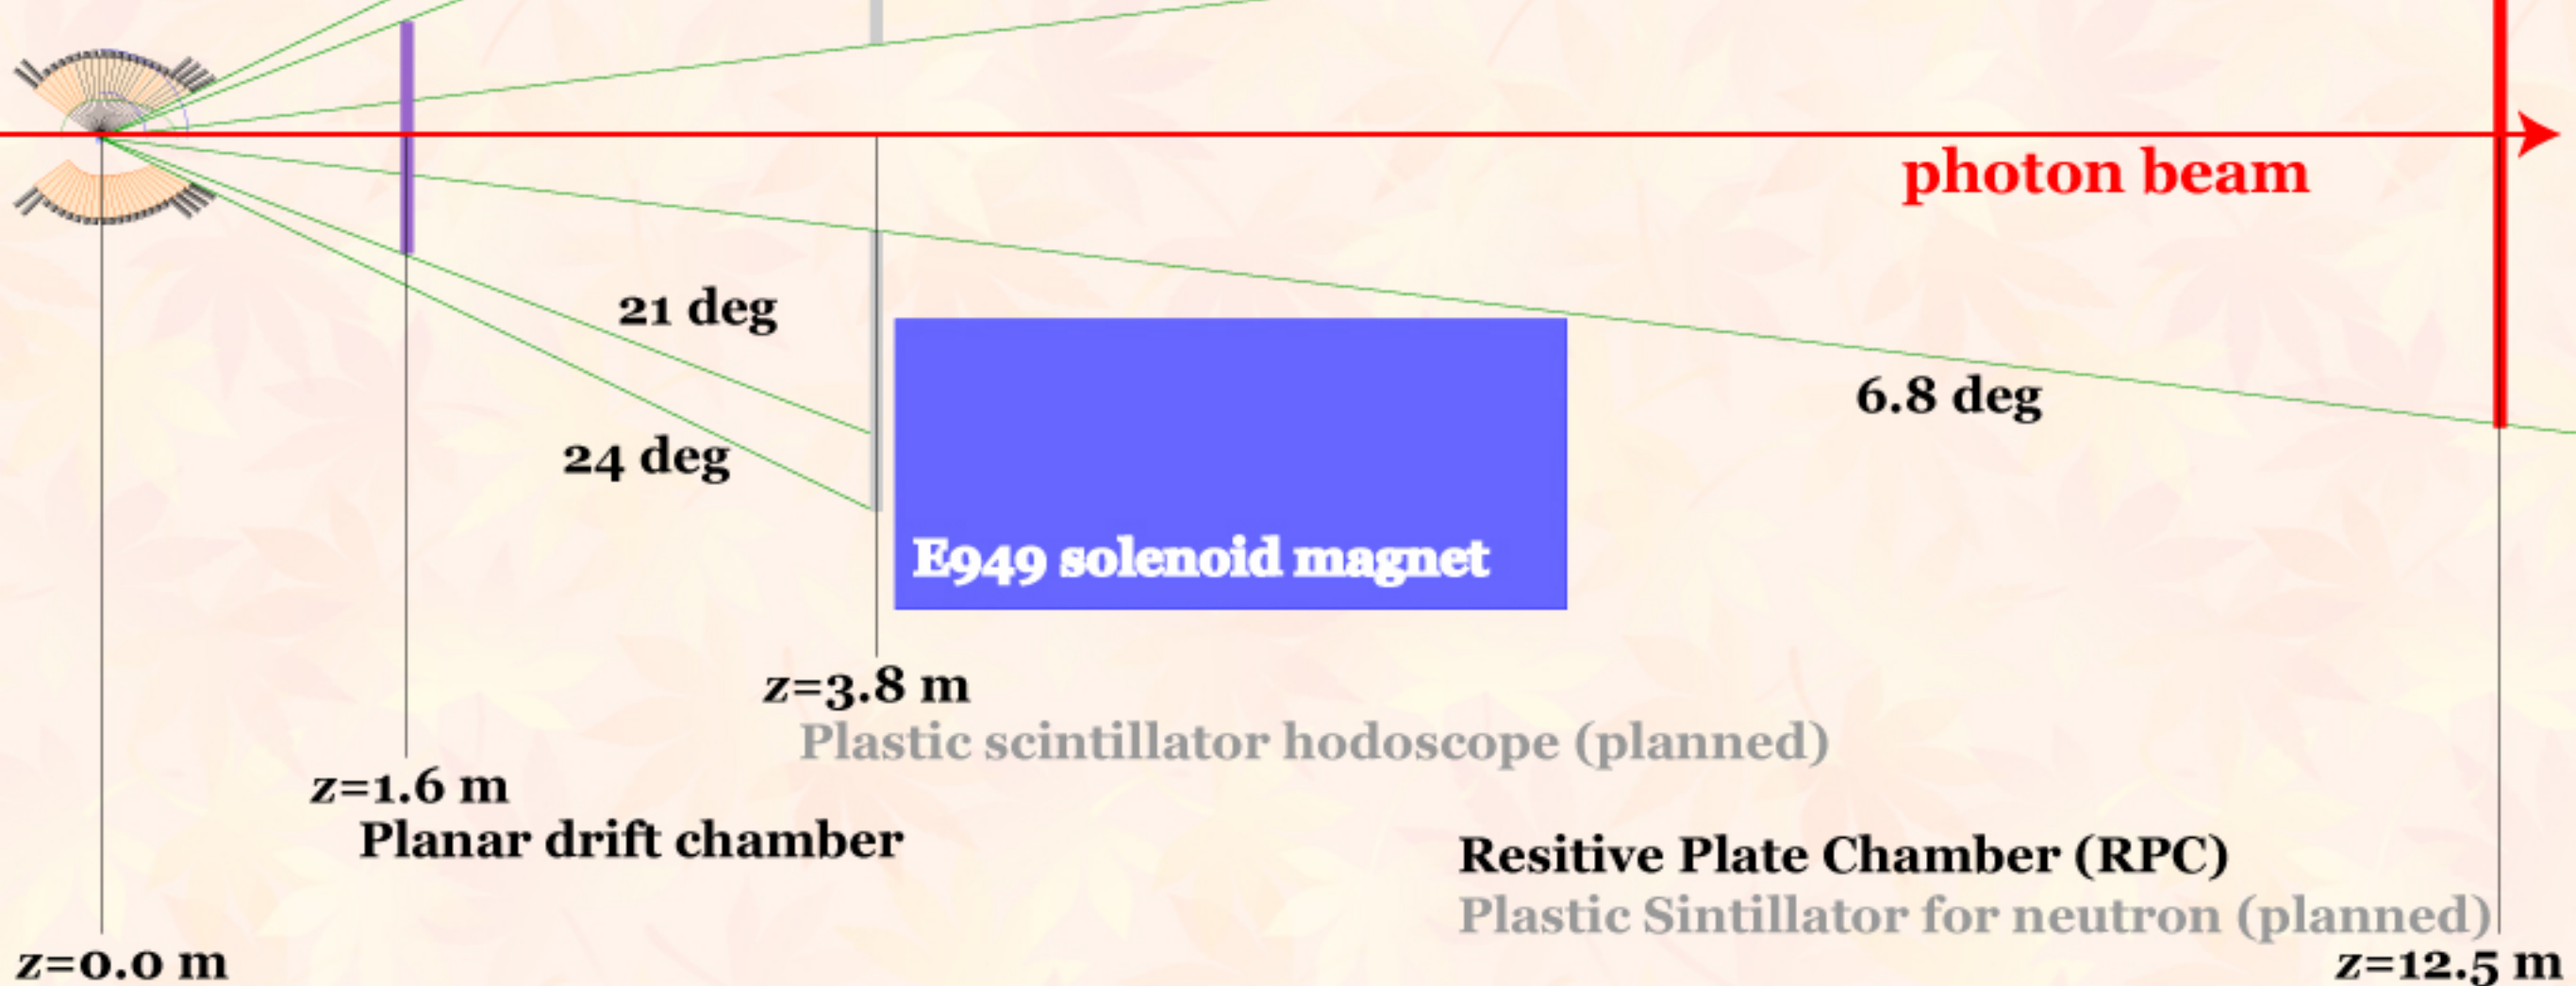 photon beam
21 deg
6.8 deg
24 deg
E949 solenoid magnet
z=3.8 m
Plastic scintillator hodoscope (planned)
z=1.6 m
Planar drift chamber
Resitive Plate Chamber (RPC)
Plastic Sintillator for neutron (planned)
z=0.0 m
z=12.5 m